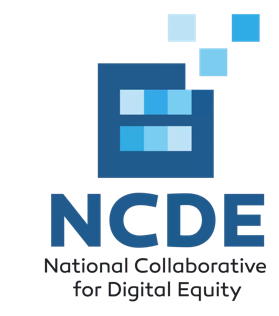 NCDE
National Collaborative
for Digital Equity